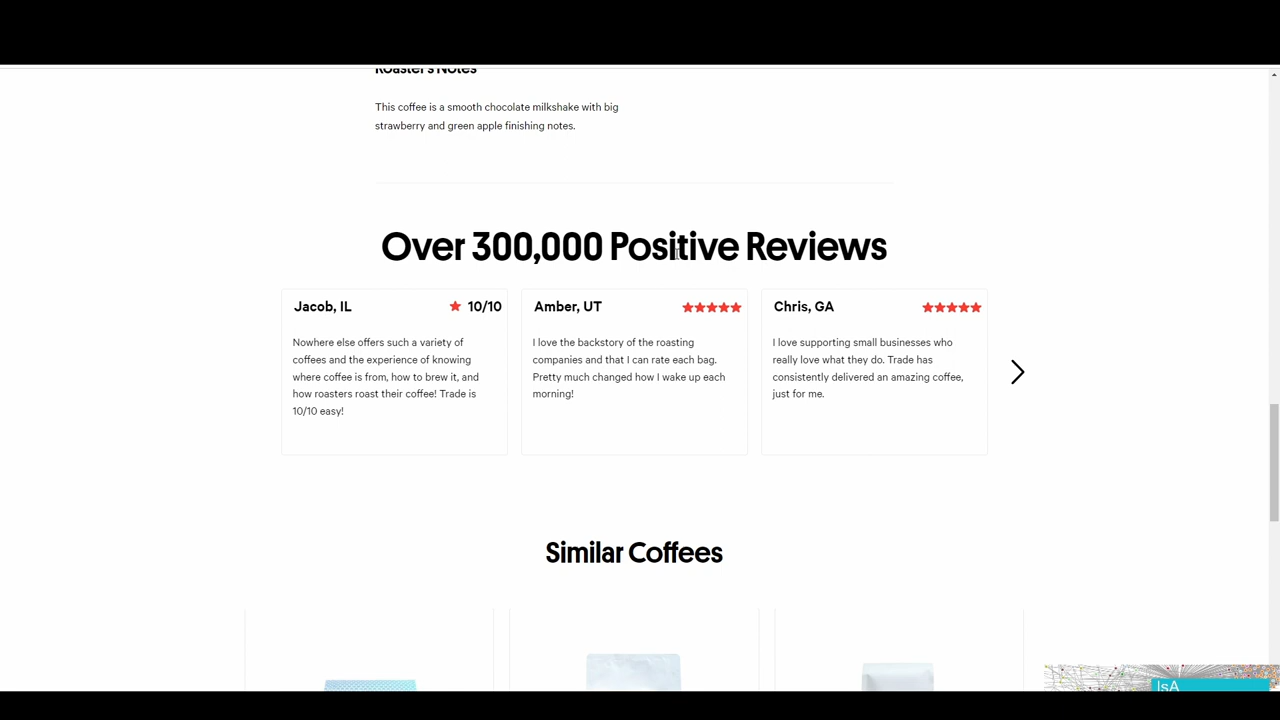 Roaster's Notes
This coffee is a smooth chocolate milkshake with big
strawberry and green apple finishing notes.
Over 300,000 Positive Reviews
Jacob, IL
10/10
Nowhere else offers such a variety of
coffees and the experience of knowing
where coffee is from, how to brew it, and
how roasters roast their coffee! Trade is
10/10 easy!
Amber, UT
I love the backstory of the roasting
companies and that I can rate each bag.
Pretty much changed how I wake up each
morning!
Chris, GA
I love supporting small businesses who
really love what they do. Trade has
consistently delivered an amazing coffee,
just for me.
Similar Coffees
IsA